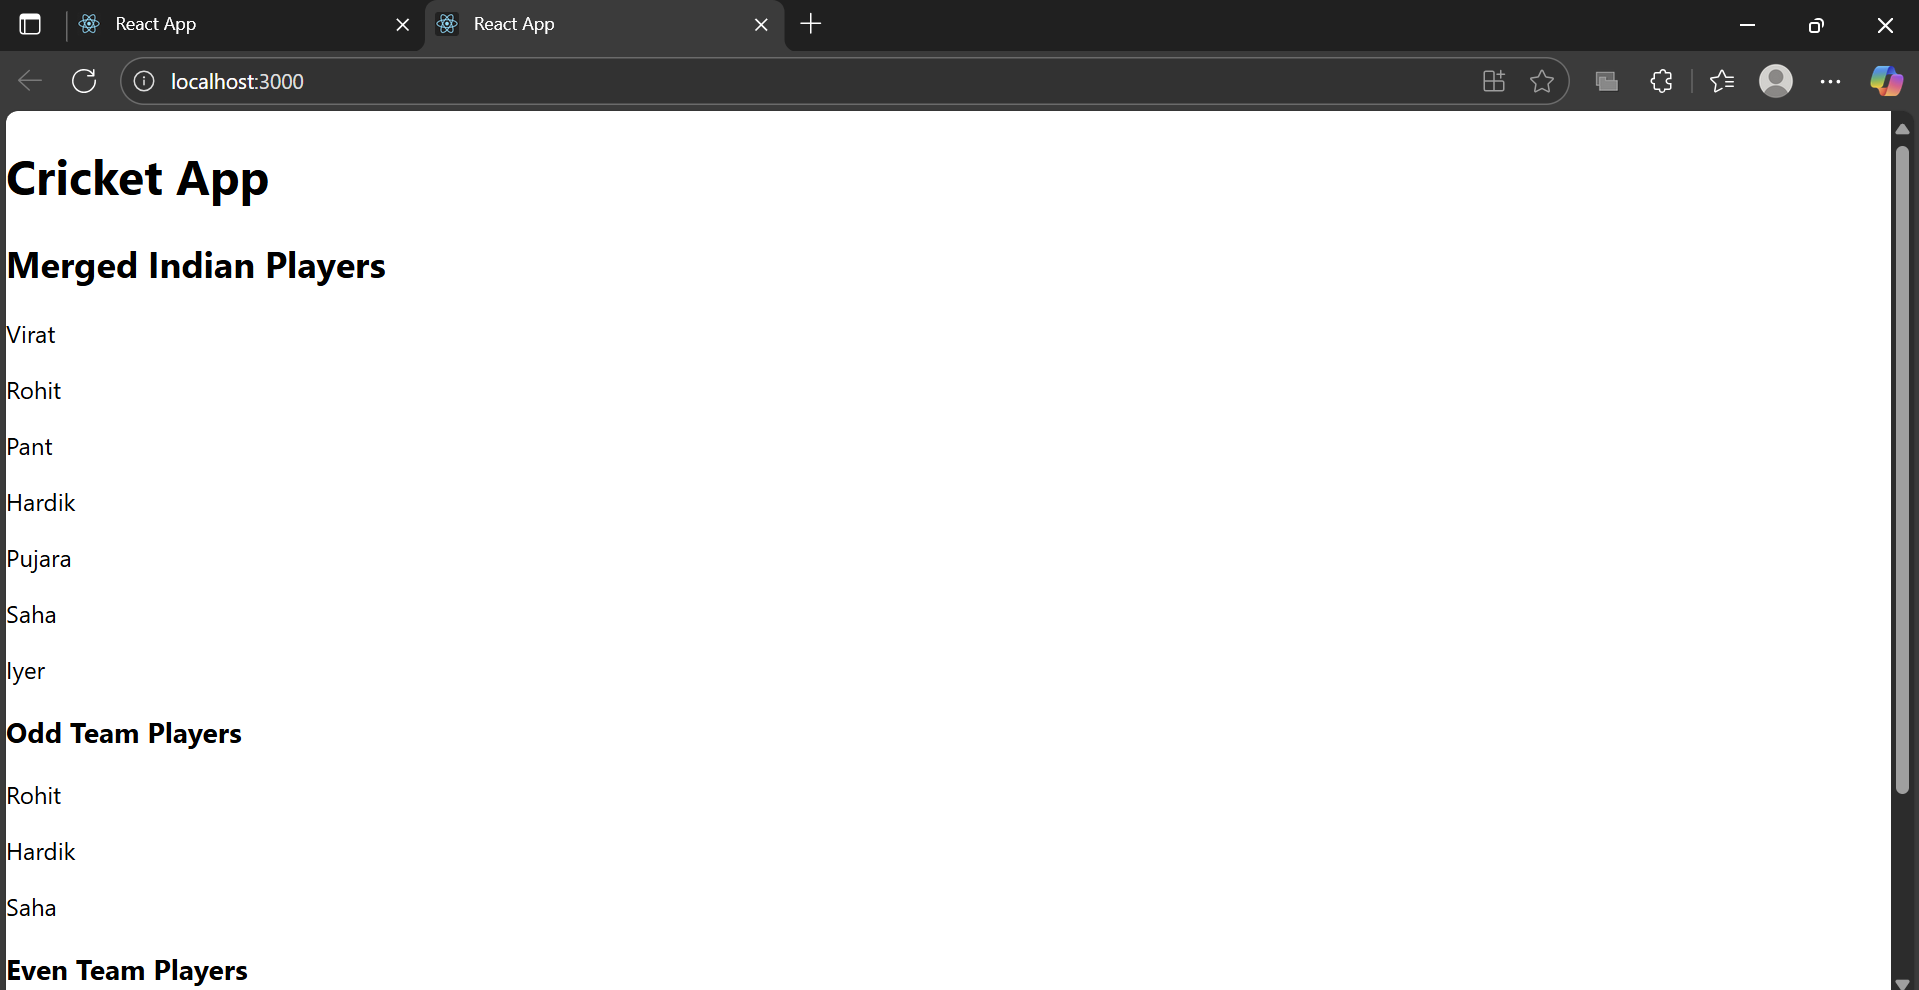 React App
React App
localhost:3000
Cricket App
Merged Indian Players
Virat
Rohit
Pant
Hardik
Pujara
Saha
Iyer
Odd Team Players
Rohit
Hardik
Saha
Even Team Players